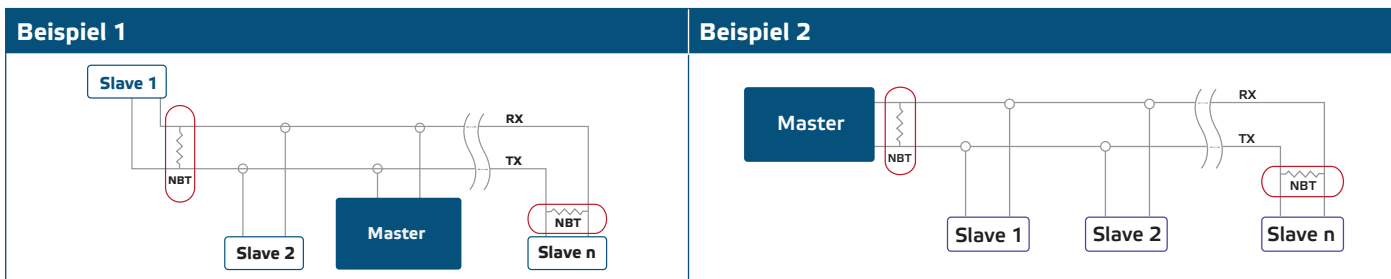 Beispiel 1
Slave 1
RX
TX
NBT
NBT
Master
Slave 2
Slave n
Beispiel 2
RX
Master
TX
NBT
NBT
Slave 1
Slave 2
Slave n